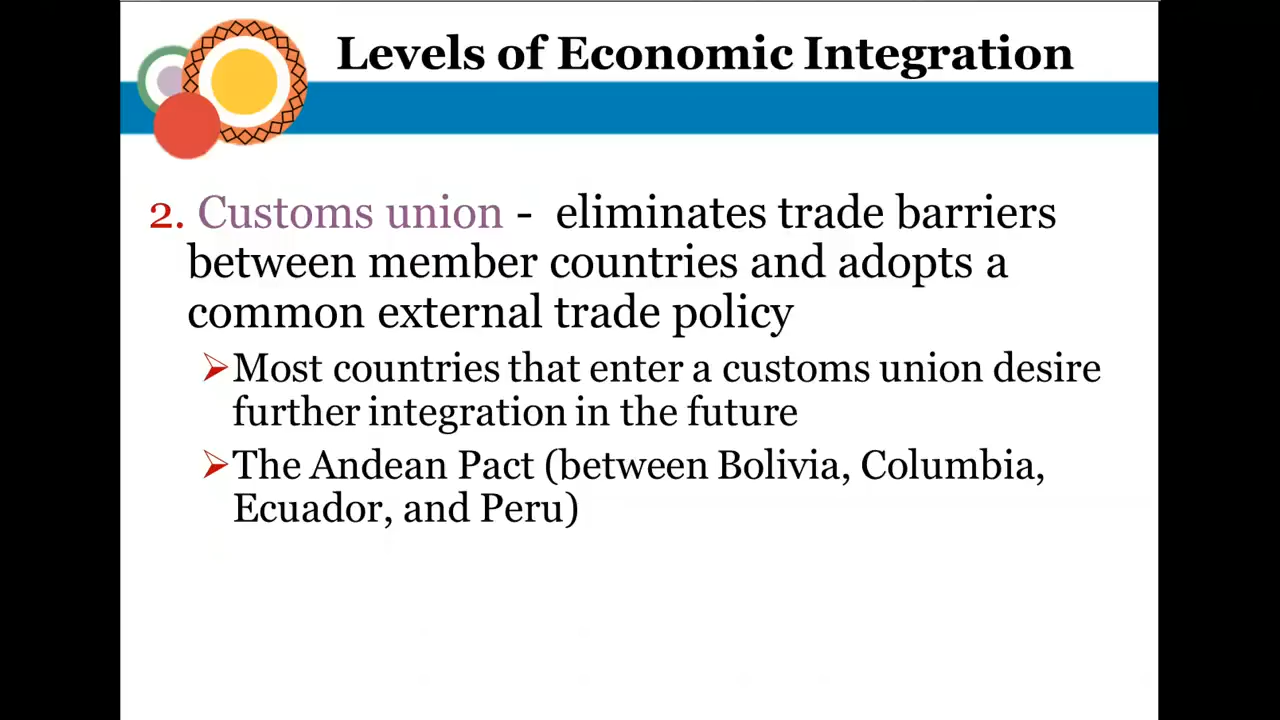 Levels of Economic Integration
2. Customs union - eliminates trade barriers
between member countries and adopts a
common external trade policy
➢Most countries that enter a customs union desire
further integration in the future
➢The Andean Pact (between Bolivia, Columbia,
Ecuador, and Peru)